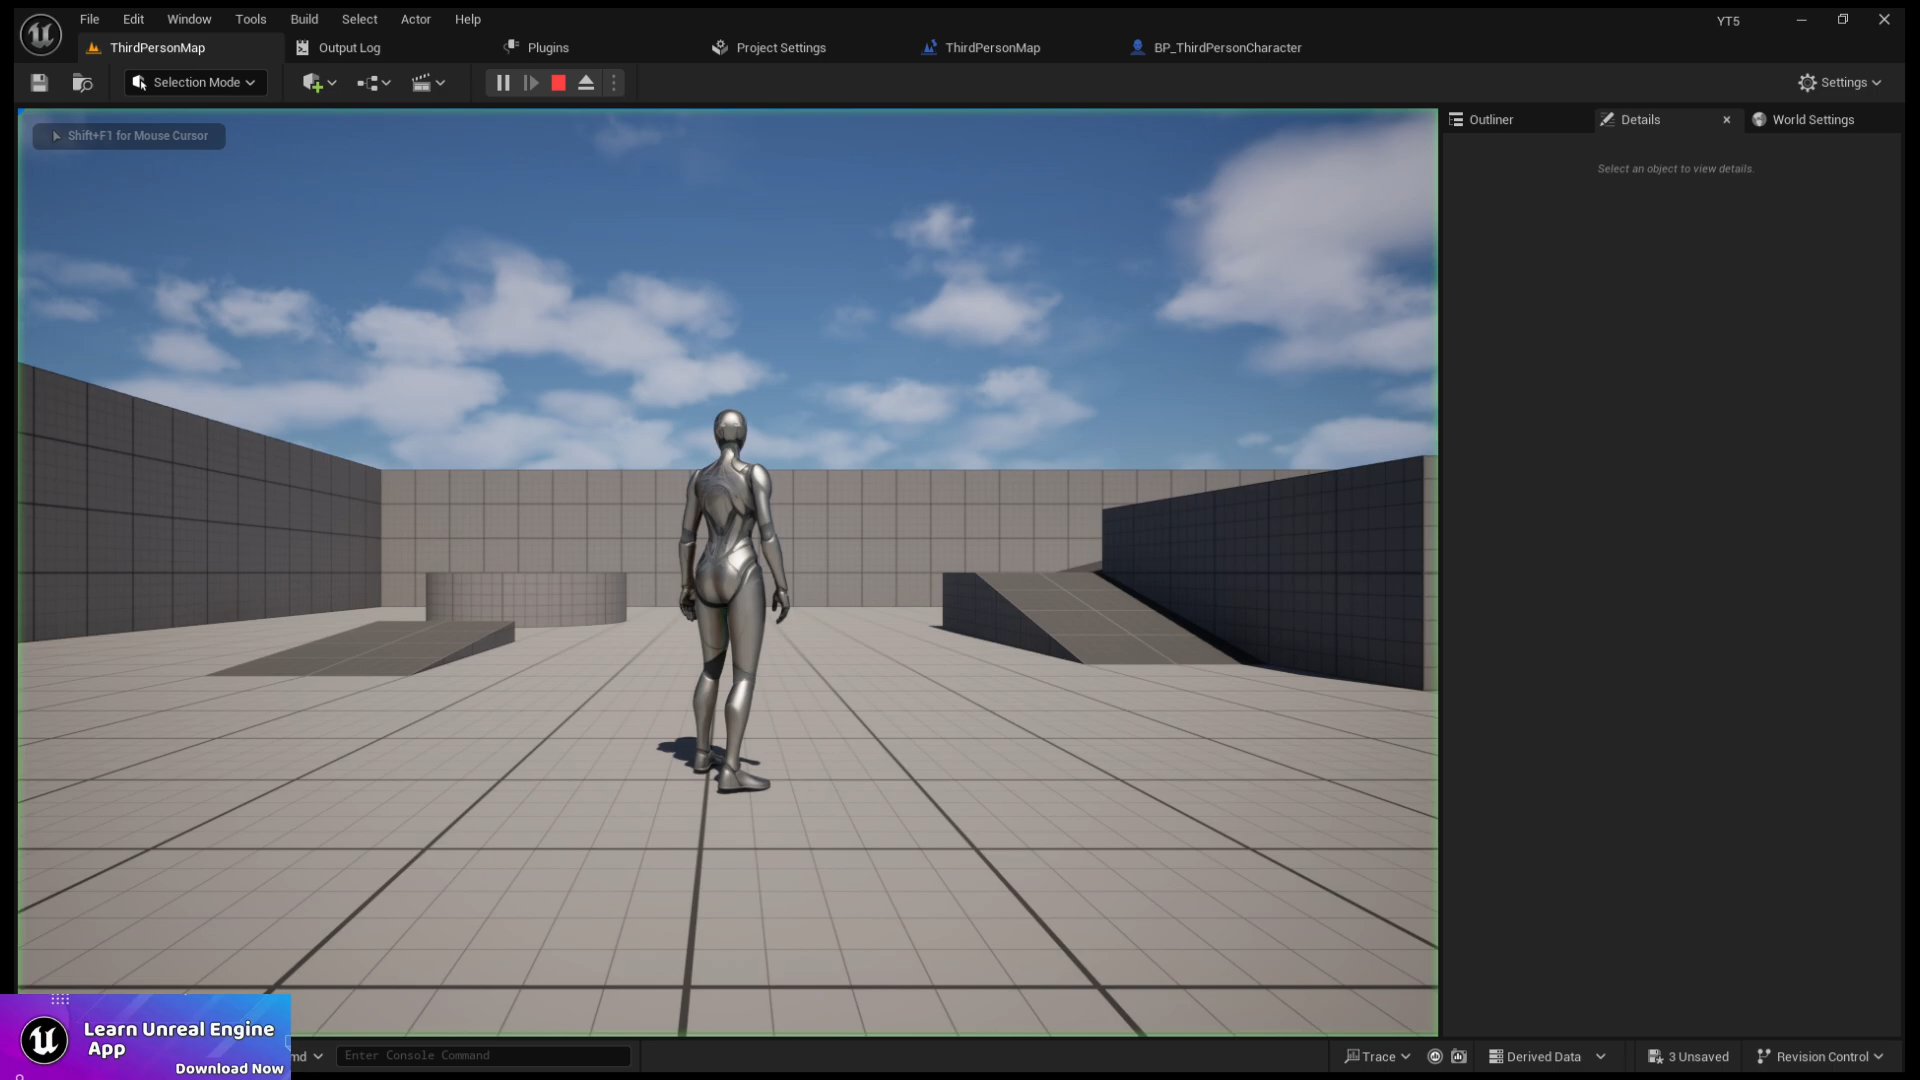 File Edit Window Tools Build Select Actor Help
YT5
ThirdPersonMap
Output Log
Plugins
Project Settings
ThirdPersonMap
BP_ThirdPersonCharacter
Selection Mode
Settings
Shift+F1 for Mouse Cursor
Outliner
Details
World Settings
Select an object to view details.
Learn Unreal Engine
App
Download Now
md
Enter Console Command
Trace
Derived Data
3 Unsaved
Revision Control